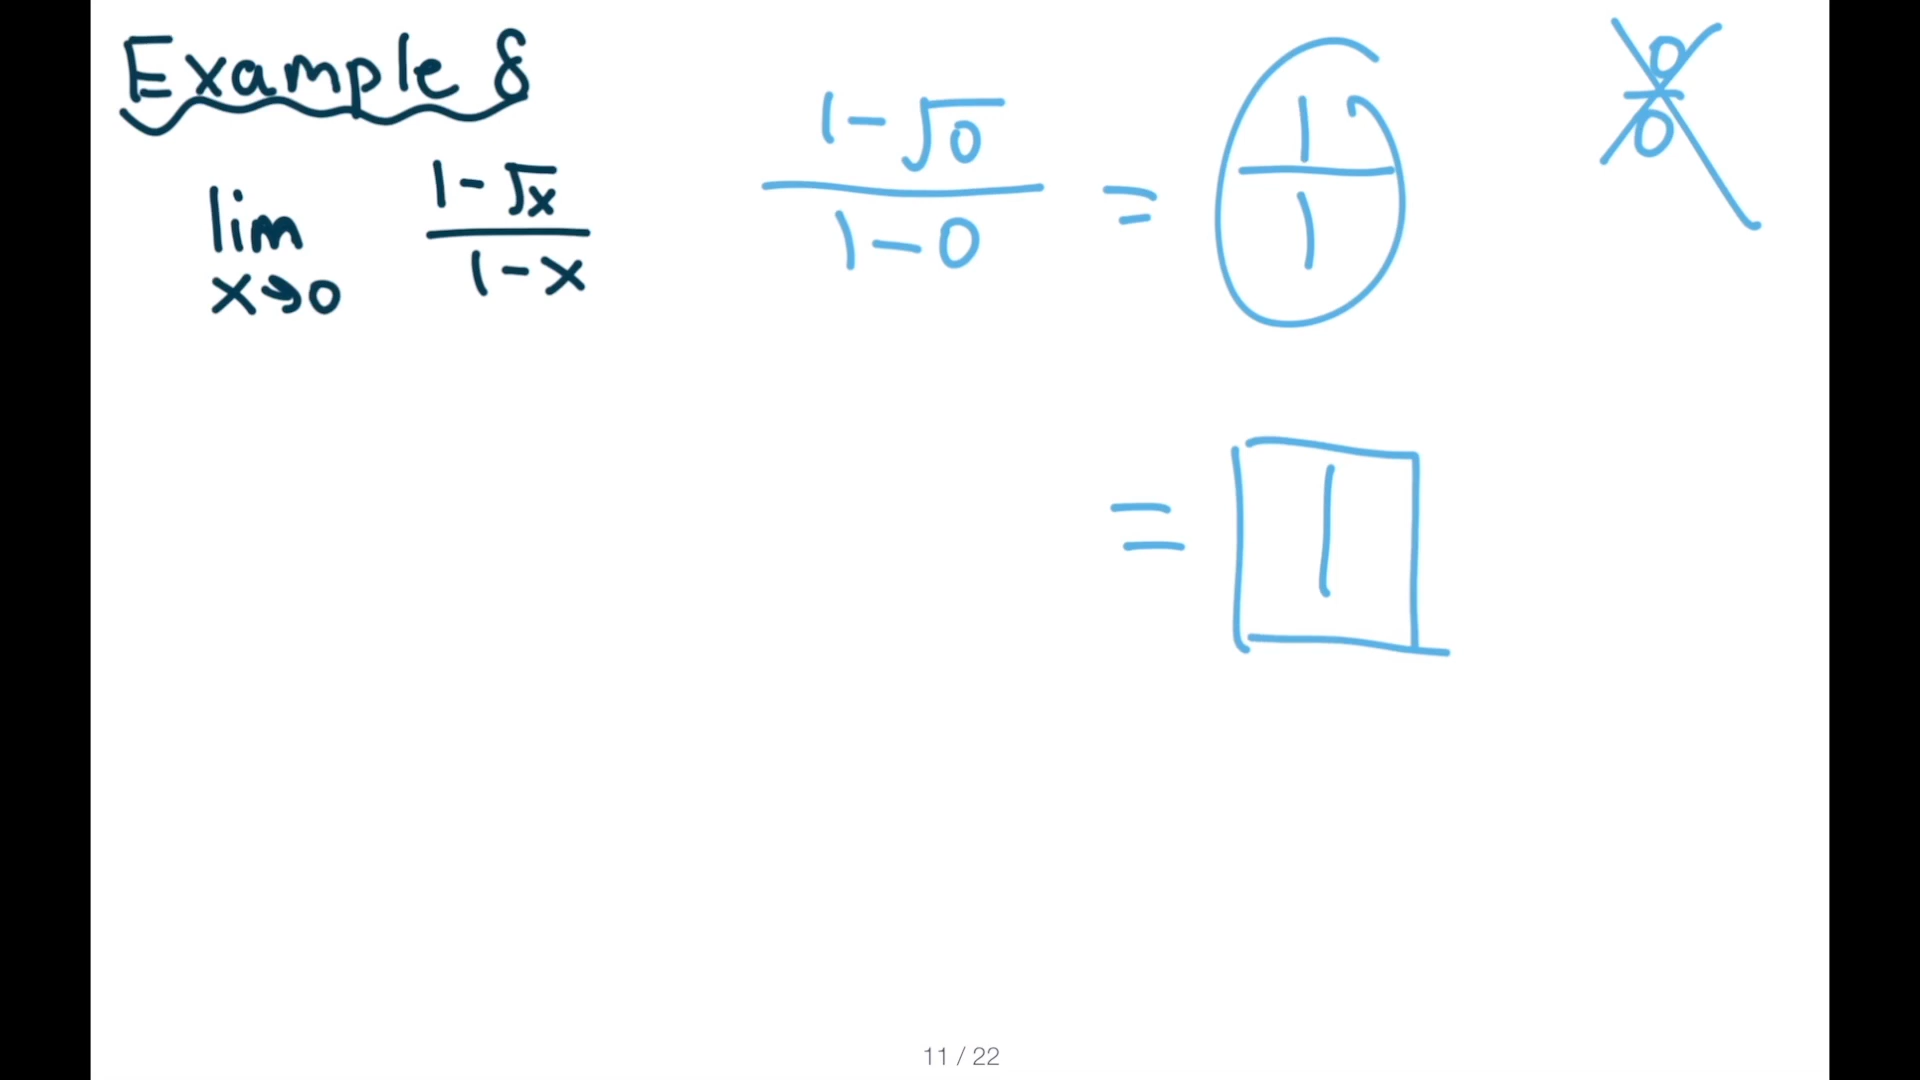 Example 8
lim x→0 (1-√x)/(1-x)
(1-√0)/(1-0) = 1/1
0/0
= 1
11 / 22